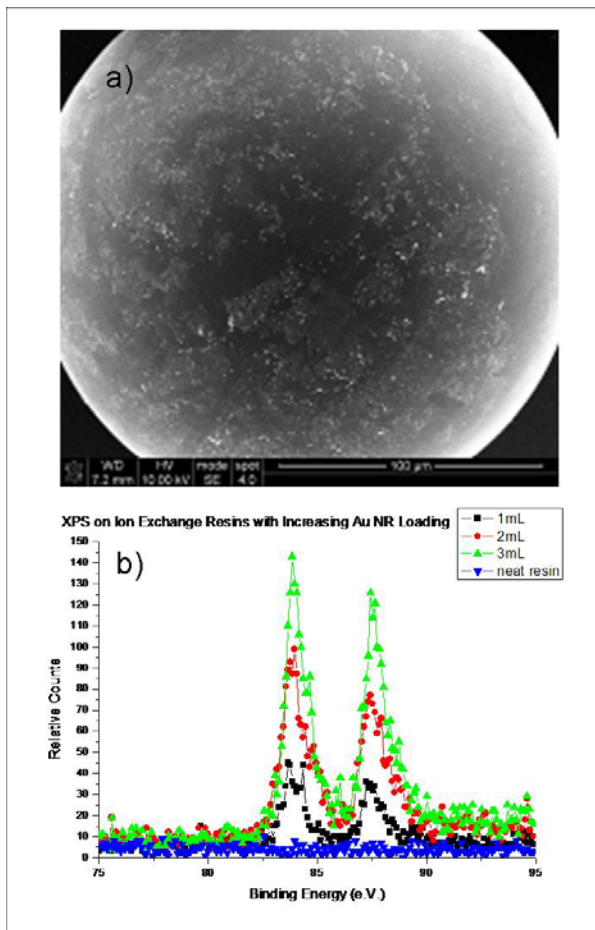 a)
WD HV mode spot
7.2 mm 10.00 kV SE 4.0 100 µm
XPS on Ion Exchange Resins with Increasing Au NR Loading
1mL
2mL
3mL
neat resin
b)
150
140
130
120
110
100
90
80
70
60
50
40
30
20
10
0
Relative Counts
75 80 85 90 95
Binding Energy (e.V.)